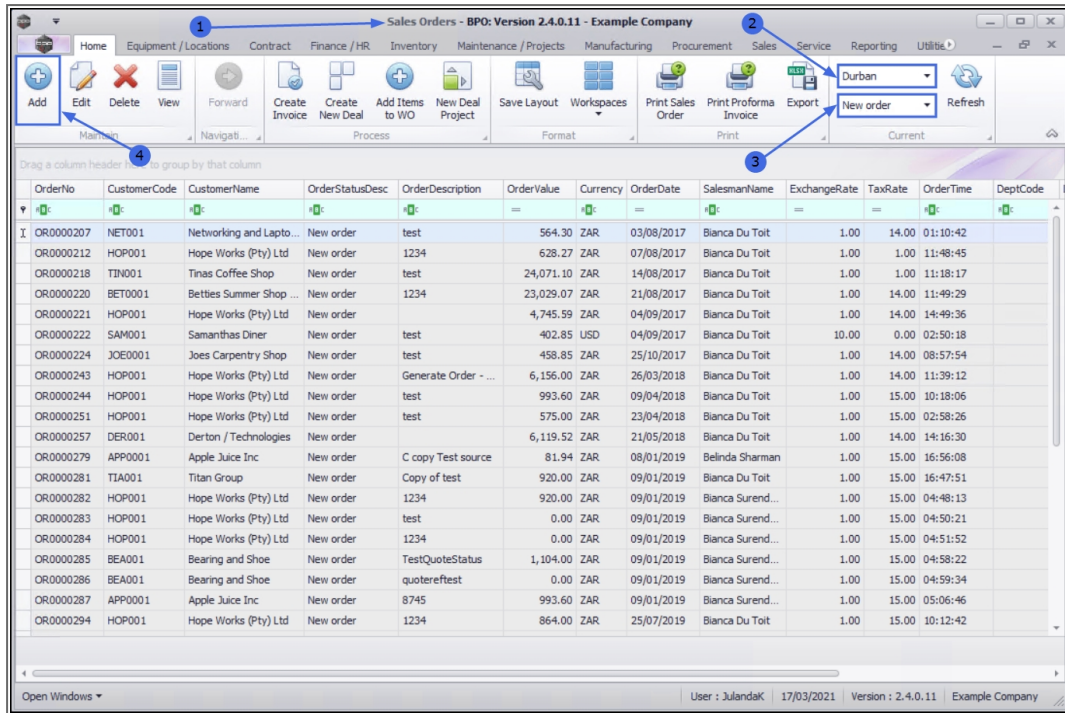 1
2
Sales Orders - BPO: Version 2.4.0.11 - Example Company
Home Equipment / Locations Contract Finance / HR Inventory Maintenance / Projects Manufacturing Procurement Sales Service Reporting Utilitie
Add Edit Delete View Forward Create Invoice Create New Deal Add Items to WO New Deal Project Save Layout Workspaces Print Sales Order Print Proforma Invoice Export Durban New order Refresh
Maintain Navigati... Process Format Print Current
4
3
Drag a column header here to group by that column
OrderNo CustomerCode CustomerName OrderStatusDesc OrderDescription OrderValue Currency OrderDate SalesmanName ExchangeRate TaxRate OrderTime DeptCode
OR0000207 NET001 Networking and Lapto... New order test 564.30 ZAR 03/08/2017 Bianca Du Toit 1.00 14.00 01:10:42
OR0000212 HOP001 Hope Works (Pty) Ltd New order 1234 628.27 ZAR 07/08/2017 Bianca Du Toit 1.00 1.00 11:48:45
OR0000218 TIN001 Tinas Coffee Shop New order test 24,071.10 ZAR 14/08/2017 Bianca Du Toit 1.00 1.00 11:18:17
OR0000220 BET0001 Betties Summer Shop ... New order 1234 23,029.07 ZAR 21/08/2017 Bianca Du Toit 1.00 14.00 11:49:29
OR0000221 HOP001 Hope Works (Pty) Ltd New order 4,745.59 ZAR 04/09/2017 Bianca Du Toit 1.00 14.00 14:49:36
OR0000222 SAM001 Samanthas Diner New order test 402.85 USD 04/09/2017 Bianca Du Toit 10.00 0.00 02:50:18
OR0000224 JOE0001 Joes Carpentry Shop New order test 458.85 ZAR 25/10/2017 Bianca Du Toit 1.00 14.00 08:57:54
OR0000243 HOP001 Hope Works (Pty) Ltd New order Generate Order - ... 6,156.00 ZAR 26/03/2018 Bianca Du Toit 1.00 14.00 11:39:12
OR0000244 HOP001 Hope Works (Pty) Ltd New order test 993.60 ZAR 09/04/2018 Bianca Du Toit 1.00 15.00 10:18:06
OR0000251 HOP001 Hope Works (Pty) Ltd New order test 575.00 ZAR 23/04/2018 Bianca Du Toit 1.00 15.00 02:58:26
OR0000257 DER001 Derton / Technologies New order 6,119.52 ZAR 21/05/2018 Bianca Du Toit 1.00 14.00 14:16:30
OR0000279 APP0001 Apple Juice Inc New order C copy Test source 81.94 ZAR 08/01/2019 Belinda Sharman 1.00 15.00 16:56:08
OR0000281 TIA001 Titan Group New order Copy of test 920.00 ZAR 09/01/2019 Bianca Du Toit 1.00 15.00 16:47:51
OR0000282 HOP001 Hope Works (Pty) Ltd New order 1234 920.00 ZAR 09/01/2019 Bianca Surend... 1.00 15.00 04:48:13
OR0000283 HOP001 Hope Works (Pty) Ltd New order test 0.00 ZAR 09/01/2019 Bianca Surend... 1.00 15.00 04:50:21
OR0000284 HOP001 Hope Works (Pty) Ltd New order 1234 0.00 ZAR 09/01/2019 Bianca Surend... 1.00 15.00 04:51:52
OR0000285 BEA001 Bearing and Shoe New order TestQuoteStatus 1,104.00 ZAR 09/01/2019 Bianca Surend... 1.00 15.00 04:58:22
OR0000286 BEA001 Bearing and Shoe New order quotereftest 0.00 ZAR 09/01/2019 Bianca Surend... 1.00 15.00 04:59:34
OR0000287 APP0001 Apple Juice Inc New order 8745 993.60 ZAR 09/01/2019 Bianca Surend... 1.00 15.00 05:06:46
OR0000294 HOP001 Hope Works (Pty) Ltd New order 1234 864.00 ZAR 25/07/2019 Bianca Du Toit 1.00 15.00 10:12:42
Open Windows User : JulandaK 17/03/2021 Version : 2.4.0.11 Example Company